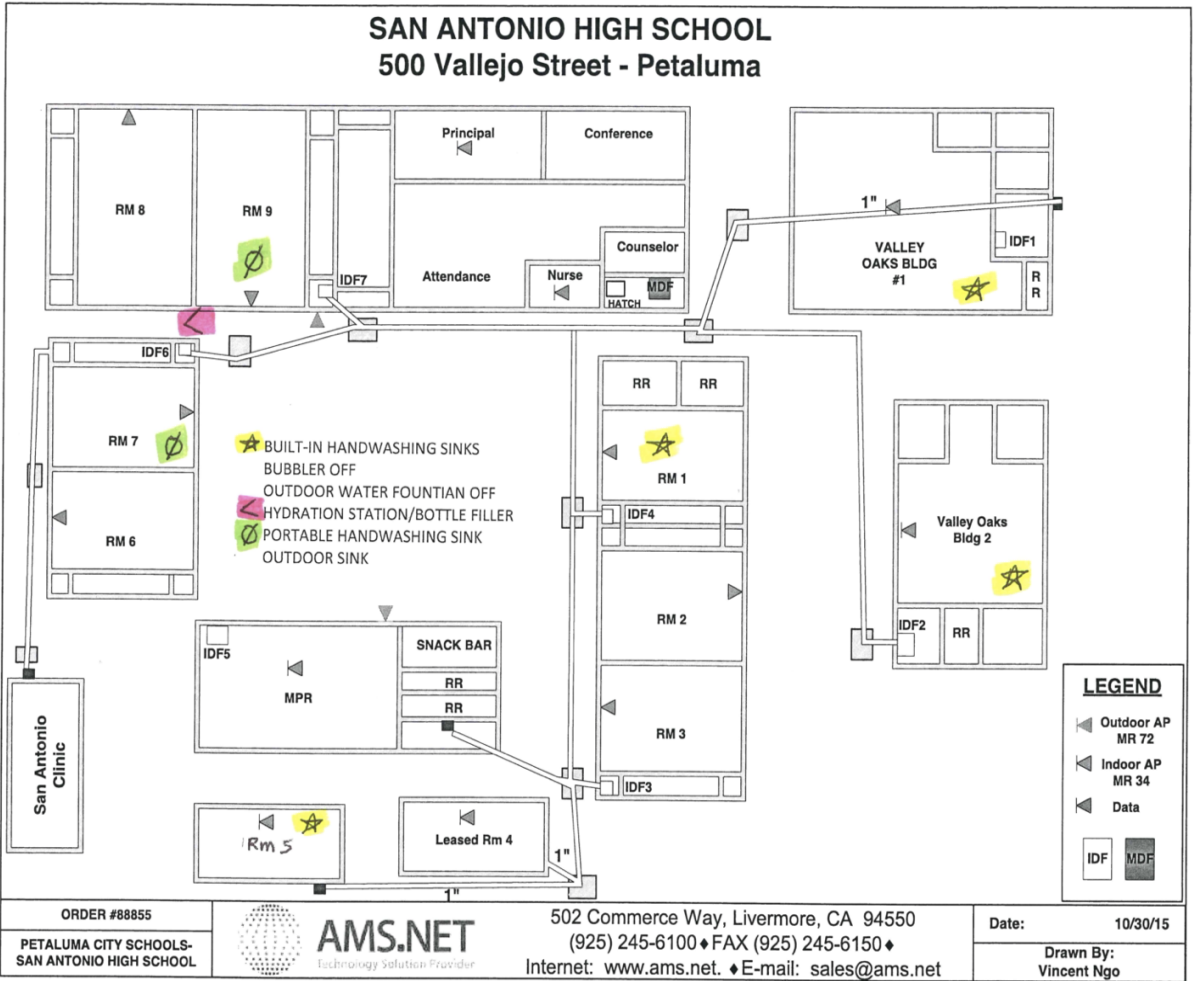 SAN ANTONIO HIGH SCHOOL
500 Vallejo Street - Petaluma
RM 8
RM 9
IDF7
Principal
Conference
Attendance
Counselor
Nurse
HATCH
MDF
1"
VALLEY
OAKS BLDG
#1
IDF1
R
R
IDF6
RM 7
RM 6
BUILT-IN HANDWASHING SINKS
BUBBLER OFF
OUTDOOR WATER FOUNTIAN OFF
HYDRATION STATION/BOTTLE FILLER
PORTABLE HANDWASHING SINK
OUTDOOR SINK
RR
RR
RM 1
IDF4
RM 2
RM 3
IDF3
Valley Oaks
Bldg 2
IDF2
RR
IDF5
MPR
SNACK BAR
RR
RR
San Antonio
Clinic
Rm 5
Leased Rm 4
1"
1"
LEGEND
Outdoor AP
MR 72
Indoor AP
MR 34
Data
IDF
MDF
ORDER #88855
PETALUMA CITY SCHOOLS-
SAN ANTONIO HIGH SCHOOL
AMS.NET
Technology Solution Provider
502 Commerce Way, Livermore, CA 94550
(925) 245-6100♦FAX (925) 245-6150♦
Internet: www.ams.net. ♦E-mail: sales@ams.net
Date: 10/30/15
Drawn By:
Vincent Ngo